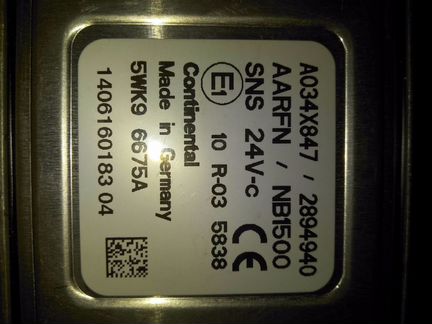 A034X847 / 2894940
AARFN / NB1500
SNS 24V-c CE
E1 10 R-03 5838
Continental
Made in Germany
5WK9 6675A
1406160183 04